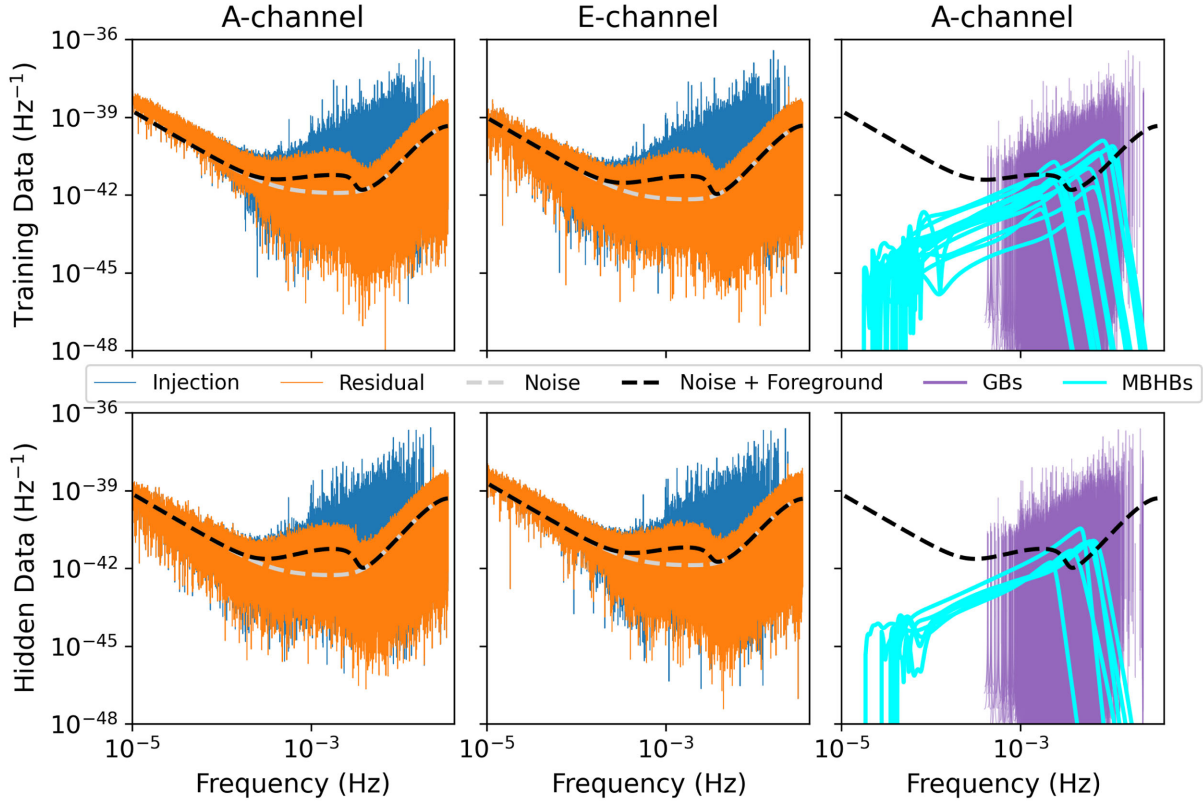 A-channel E-channel A-channel
Training Data (Hz⁻¹)
10⁻³⁶
10⁻³⁹
10⁻⁴²
10⁻⁴⁵
10⁻⁴⁸
Injection Residual Noise Noise + Foreground GBs MBHBs
Hidden Data (Hz⁻¹)
10⁻³⁶
10⁻³⁹
10⁻⁴²
10⁻⁴⁵
10⁻⁴⁸
10⁻⁵ 10⁻³ 10⁻⁵ 10⁻³ 10⁻⁵ 10⁻³
Frequency (Hz) Frequency (Hz) Frequency (Hz)